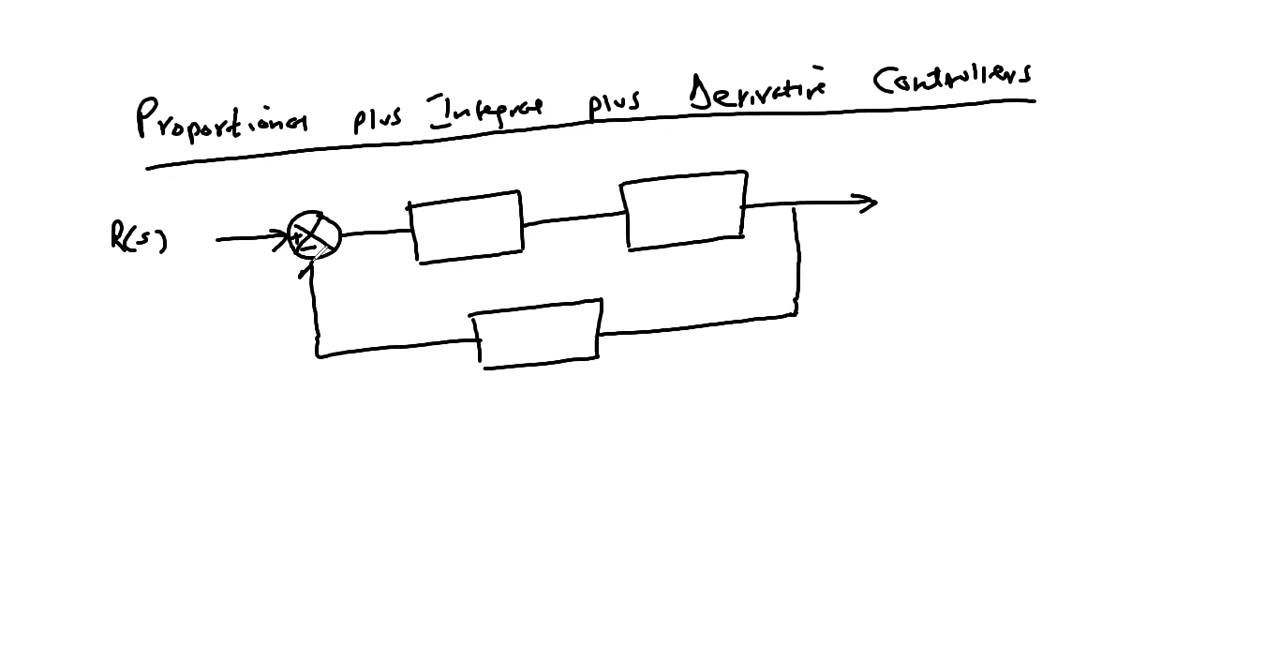 Proportional plus Integral plus Derivative Controllers
R(s)
+
-